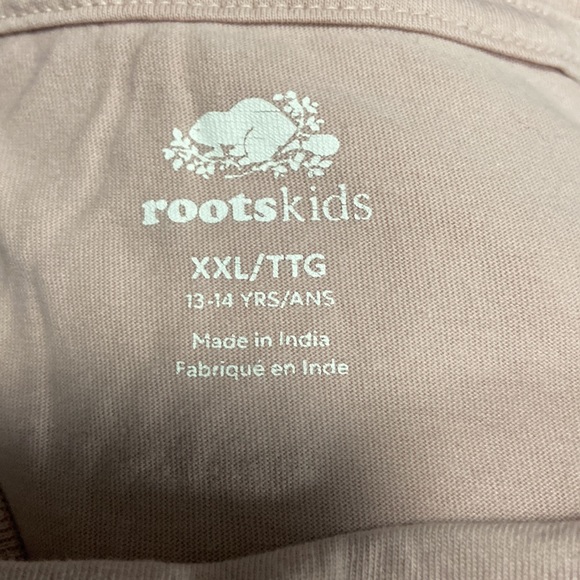 rootskids
XXL/TTG
13-14 YRS/ANS
Made in India
Fabriqué en Inde